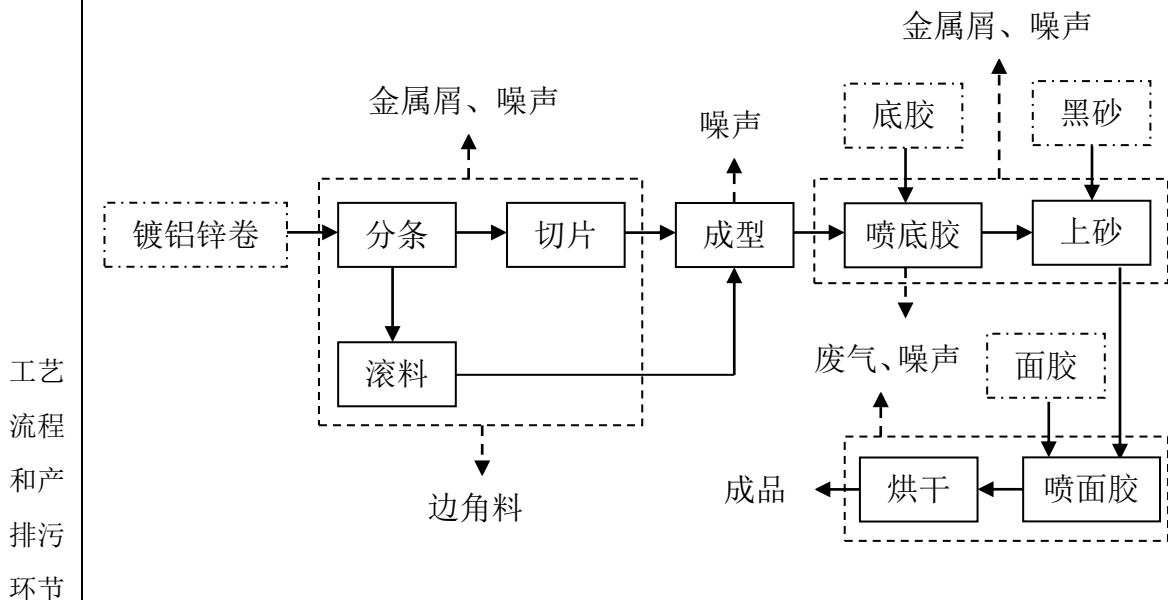 金属屑、噪声
金属屑、噪声
噪声
底胶
黑砂
镀铝锌卷
分条
切片
成型
喷底胶
上砂
滚料
废气、噪声
面胶
边角料
成品
烘干
喷面胶
工艺
流程
和产
排污
环节